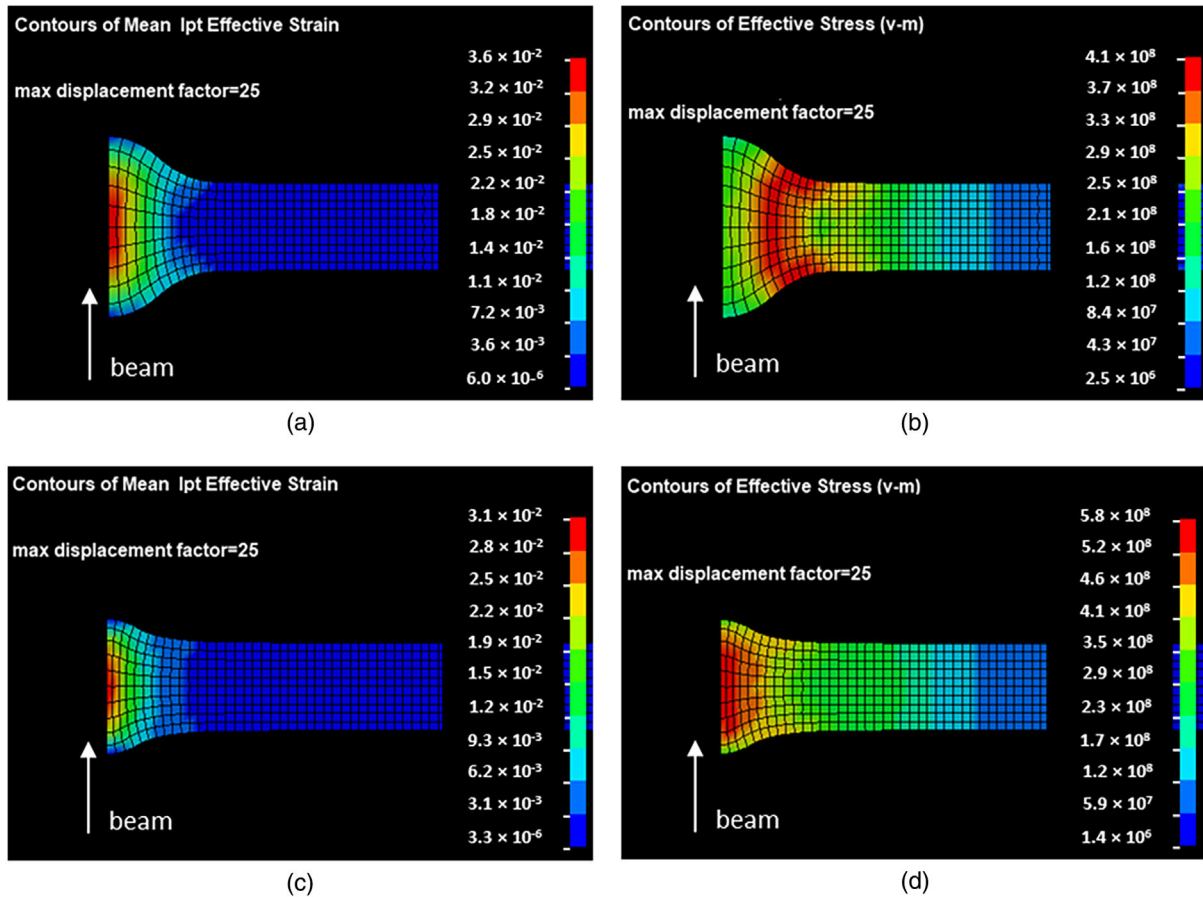 Contours of Mean Ipt Effective Strain
max displacement factor=25
3.6 × 10⁻²
3.2 × 10⁻²
2.9 × 10⁻²
2.5 × 10⁻²
2.2 × 10⁻²
1.8 × 10⁻²
1.4 × 10⁻²
1.1 × 10⁻²
7.2 × 10⁻³
3.6 × 10⁻³
6.0 × 10⁻⁶
beam
(a)
Contours of Effective Stress (v-m)
max displacement factor=25
4.1 × 10⁸
3.7 × 10⁸
3.3 × 10⁸
2.9 × 10⁸
2.5 × 10⁸
2.1 × 10⁸
1.6 × 10⁸
1.2 × 10⁸
8.4 × 10⁷
4.3 × 10⁷
2.5 × 10⁶
beam
(b)
Contours of Mean Ipt Effective Strain
max displacement factor=25
3.1 × 10⁻²
2.8 × 10⁻²
2.5 × 10⁻²
2.2 × 10⁻²
1.9 × 10⁻²
1.5 × 10⁻²
1.2 × 10⁻²
9.3 × 10⁻³
6.2 × 10⁻³
3.1 × 10⁻³
3.3 × 10⁻⁶
beam
(c)
Contours of Effective Stress (v-m)
max displacement factor=25
5.8 × 10⁸
5.2 × 10⁸
4.6 × 10⁸
4.1 × 10⁸
3.5 × 10⁸
2.9 × 10⁸
2.3 × 10⁸
1.7 × 10⁸
1.2 × 10⁸
5.9 × 10⁷
1.4 × 10⁶
beam
(d)